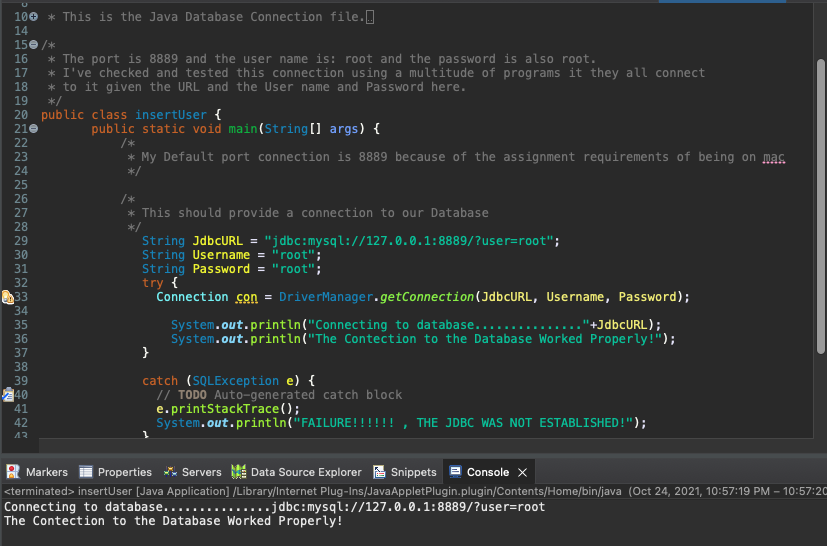 10 * This is the Java Database Connection file.
14
15 /*
16 * The port is 8889 and the user name is: root and the password is also root.
17 * I've checked and tested this connection using a multitude of programs it they all connect
18 * to it given the URL and the User name and Password here.
19 */
20 public class insertUser {
21 public static void main(String[] args) {
22 /*
23 * My Default port connection is 8889 because of the assignment requirements of being on mac
24 */
25
26 /*
27 * This should provide a connection to our Database
28 */
29 String JdbcURL = "jdbc:mysql://127.0.0.1:8889/?user=root";
30 String Username = "root";
31 String Password = "root";
32 try {
33 Connection con = DriverManager.getConnection(JdbcURL, Username, Password);
34
35 System.out.println("Connecting to database..............."+JdbcURL);
36 System.out.println("The Contection to the Database Worked Properly!");
37 }
38
39 catch (SQLException e) {
40 // TODO Auto-generated catch block
41 e.printStackTrace();
42 System.out.println("FAILURE!!!!!! , THE JDBC WAS NOT ESTABLISHED!");
43 }
Markers Properties Servers Data Source Explorer Snippets Console
<terminated> insertUser [Java Application] /Library/Internet Plug-Ins/JavaAppletPlugin.plugin/Contents/Home/bin/java (Oct 24, 2021, 10:57:19 PM – 10:57:20
Connecting to database...............jdbc:mysql://127.0.0.1:8889/?user=root
The Contection to the Database Worked Properly!